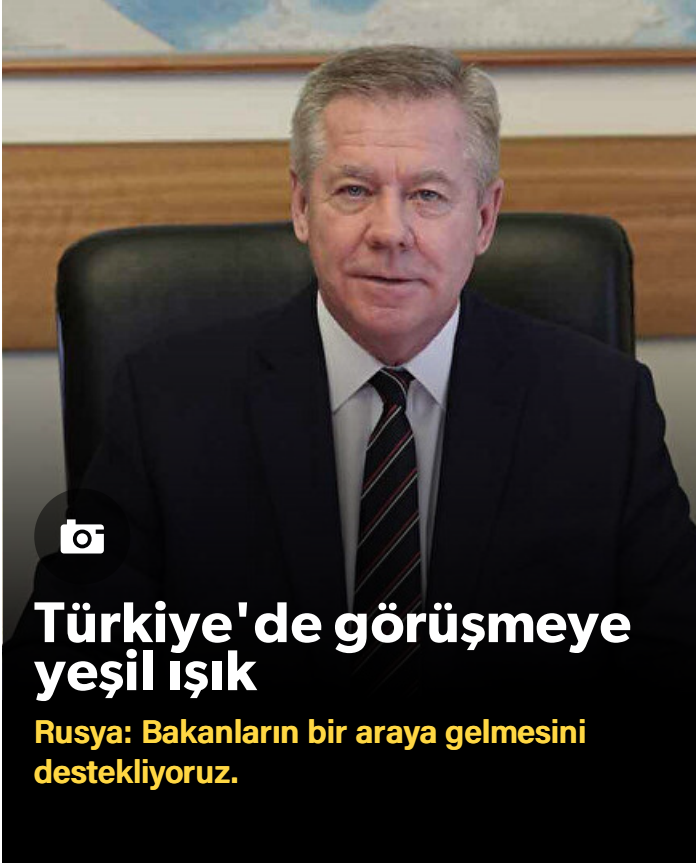 Türkiye'de görüşmeye
yeşil ışık
Rusya: Bakanların bir araya gelmesini
destekliyoruz.